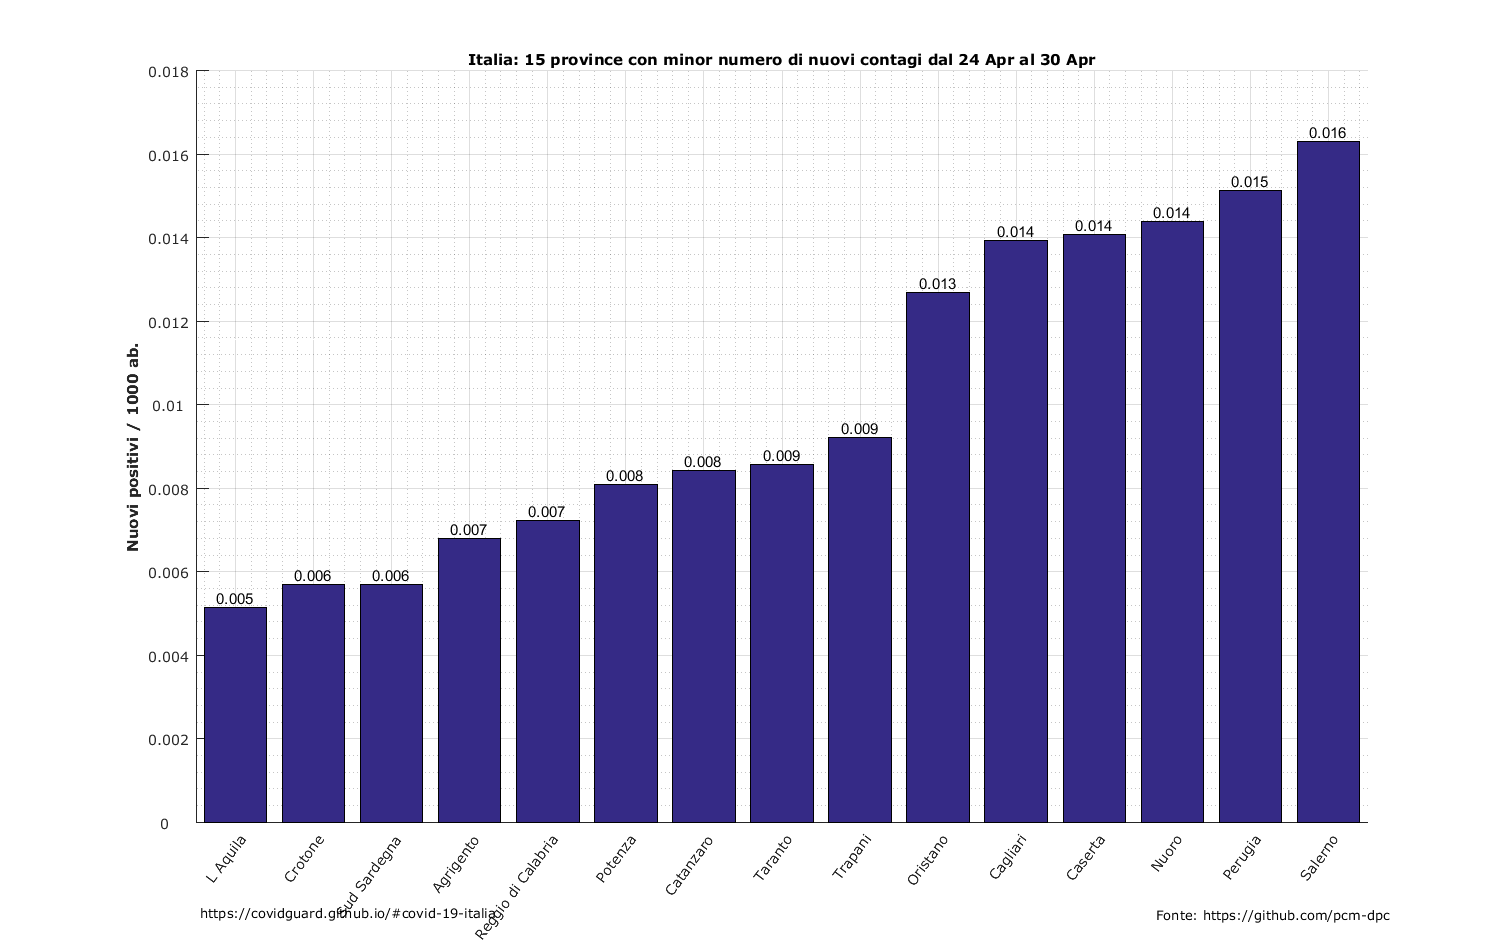 Italia: 15 province con minor numero di nuovi contagi dal 24 Apr al 30 Apr
Nuovi positivi / 1000 ab.
0.018
0.016
0.014
0.012
0.01
0.008
0.006
0.004
0.002
0
0.005
0.006
0.006
0.007
0.007
0.008
0.008
0.009
0.009
0.013
0.014
0.014
0.014
0.015
0.016
L Aquila
Crotone
Sud Sardegna
Agrigento
Reggio di Calabria
Potenza
Catanzaro
Taranto
Trapani
Oristano
Cagliari
Caserta
Nuoro
Perugia
Salerno
https://covidguard.github.io/#covid-19-italia
Fonte: https://github.com/pcm-dpc